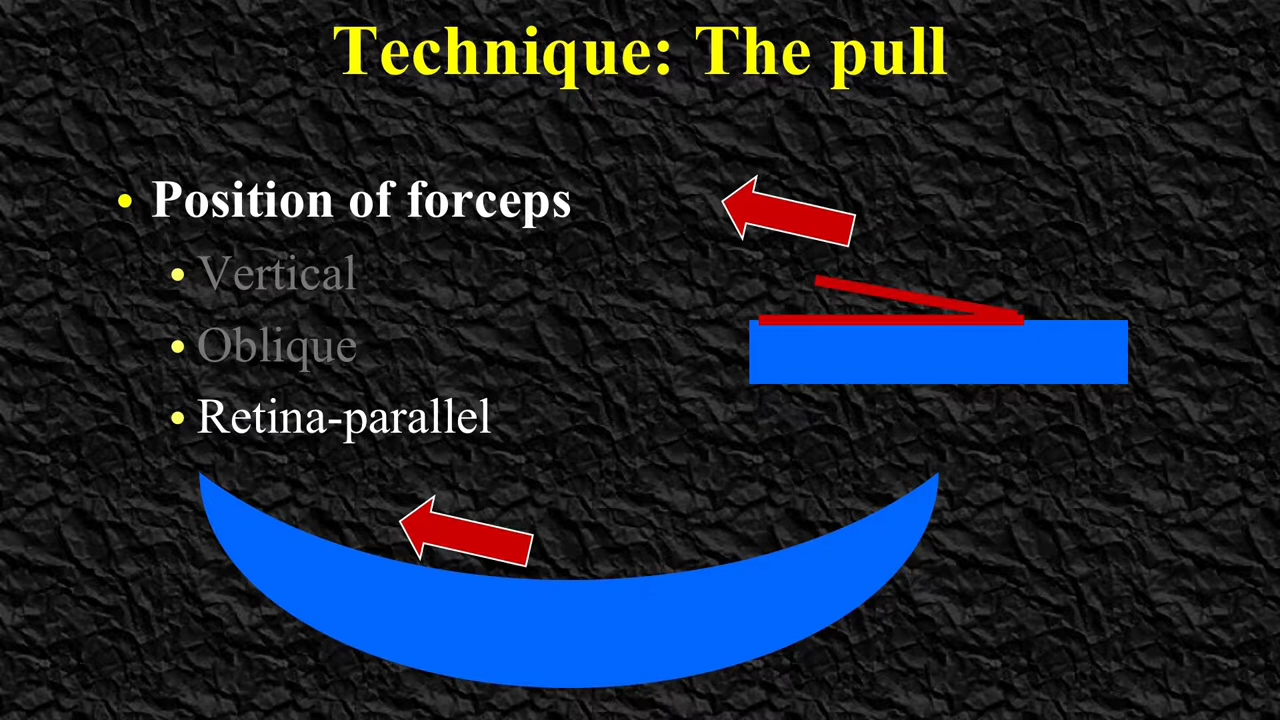 Technique: The pull
• Position of forceps
• Vertical
• Oblique
• Retina-parallel